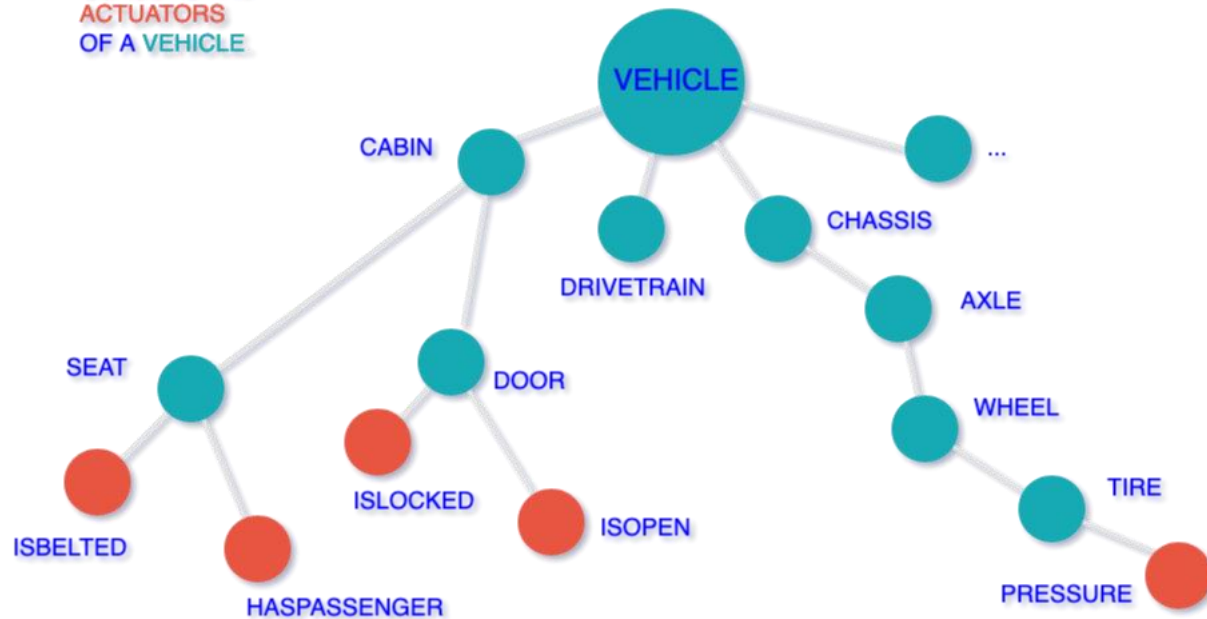 ACTUATORS
OF A VEHICLE
VEHICLE
CABIN
...
CHASSIS
DRIVETRAIN
AXLE
SEAT
DOOR
WHEEL
TIRE
ISLOCKED
ISOPEN
ISBELTED
PRESSURE
HASPASSENGER